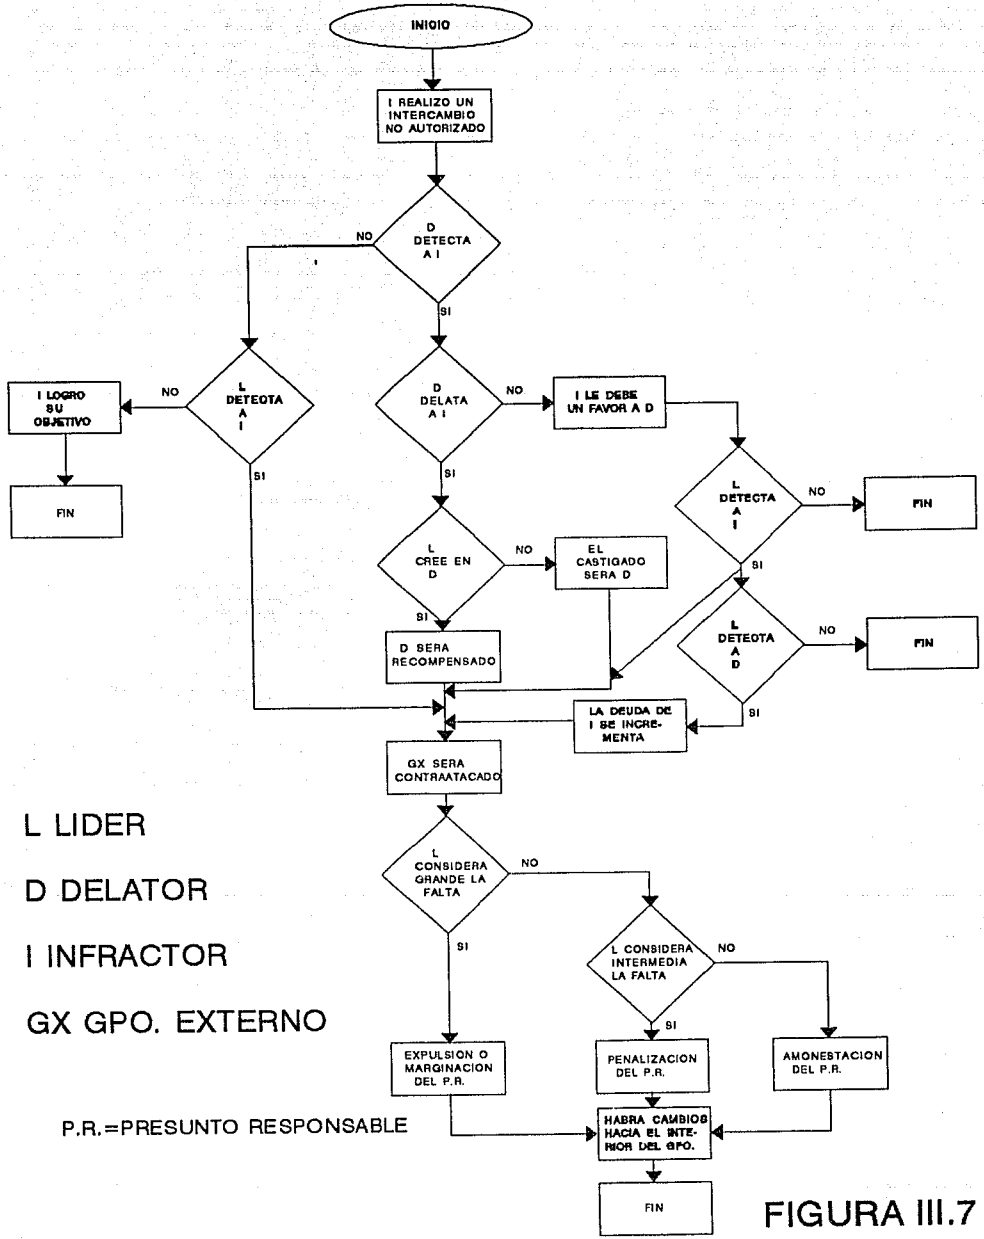 INICIO
I REALIZO UN
INTERCAMBIO
NO AUTORIZADO
D
DETECTA
A I
NO
SI
L
DETECTA
A
I
NO
SI
I LOGRO
SU
OBJETIVO
FIN
D
DELATA
A I
NO
SI
I LE DEBE
UN FAVOR A D
L
DETECTA
A
I
NO
SI
FIN
L
CREE EN
D
NO
SI
EL
CASTIGADO
SERA D
L
DETECTA
A
D
NO
SI
FIN
D SERA
RECOMPENSADO
LA DEUDA DE
I SE INCRE-
MENTA
GX SERA
CONTRAATACADO
L
CONSIDERA
GRANDE LA
FALTA
NO
SI
L CONSIDERA
INTERMEDIA
LA FALTA
NO
SI
EXPULSION O
MARGINACION
DEL P.R.
PENALIZACION
DEL P.R.
AMONESTACION
DEL P.R.
HABRA CAMBIOS
HACIA EL INTE-
RIOR DEL GPO.
FIN
L LIDER
D DELATOR
I INFRACTOR
GX GPO. EXTERNO
P.R.=PRESUNTO RESPONSABLE
FIGURA III.7